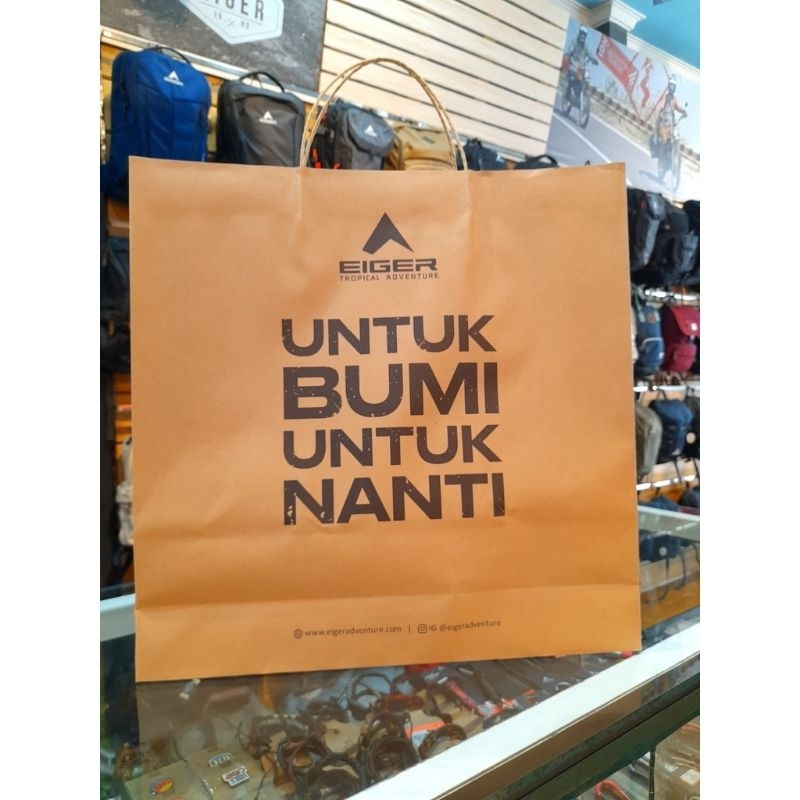 EIGER
TROPICAL ADVENTURE
UNTUK
BUMI
UNTUK
NANTI
www.eigeradventure.com | IG @eigeradventure